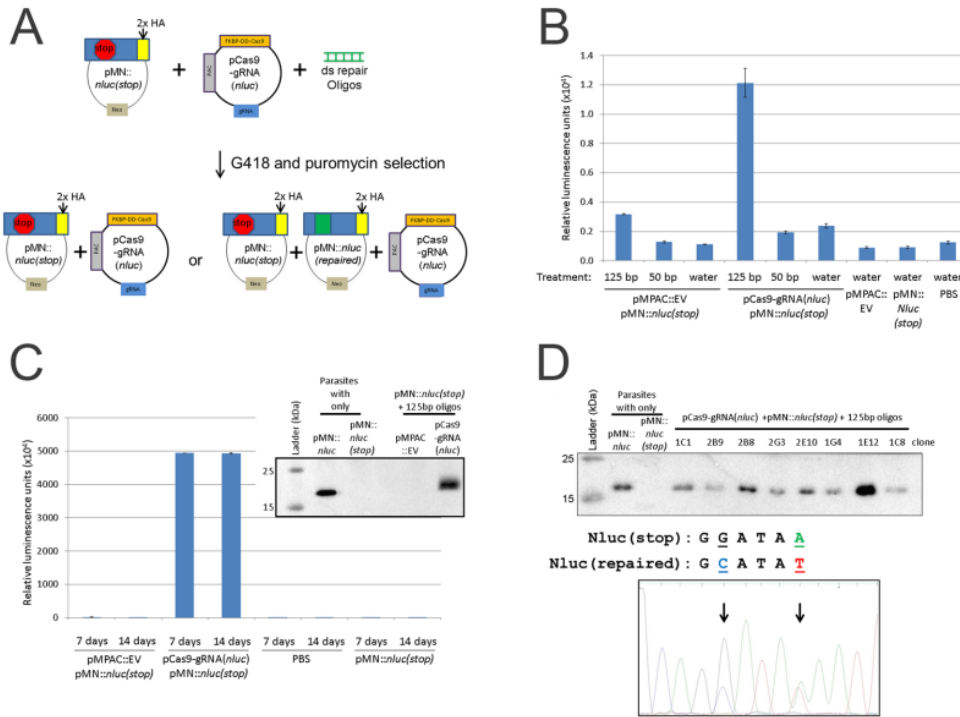 A
2x HA
stop
pMN::
nluc(stop)
Neo
+
FKBP-DD-Cas9
PAC
pCas9
-gRNA
(nluc)
gRNA
+
ds repair
Oligos
G418 and puromycin selection
2x HA
stop
pMN::
nluc(stop)
Neo
+
FKBP-DD-Cas9
PAC
pCas9
-gRNA
(nluc)
gRNA
or
2x HA
stop
pMN::
nluc(stop)
Neo
+
2x HA
pMN::nluc
(repaired)
Neo
+
FKBP-DD-Cas9
PAC
pCas9
-gRNA
(nluc)
gRNA
B
Relative luminescence units (x10⁴)
1.4
1.2
1.0
0.8
0.6
0.4
0.2
0.0
Treatment: 125 bp 50 bp water 125 bp 50 bp water water water water
pMPAC::EV
pMN::nluc(stop)
pCas9-gRNA(nluc)
pMN::nluc(stop)
pMPAC::
EV
pMN::
Nluc
(stop)
PBS
C
Relative luminescence units (x10⁴)
6000
5000
4000
3000
2000
1000
0
7 days 14 days 7 days 14 days 7 days 14 days 7 days 14 days
pMPAC::EV
pMN::nluc(stop)
pCas9-gRNA(nluc)
pMN::nluc(stop)
PBS
pMN::nluc(stop)
Ladder (kDa)
Parasites
with only
pMN::
nluc
pMN::
nluc
(stop)
pMN::nluc(stop)
+ 125bp oligos
pMPAC
::EV
pCas9
-gRNA
(nluc)
25
15
D
Ladder (kDa)
Parasites
with only
pMN::
nluc
pMN::
nluc
(stop)
pCas9-gRNA(nluc) +pMN::nluc(stop) + 125bp oligos
1C1 2B9 2B8 2G3 2E10 1G4 1E12 1C8 clone
25
15
Nluc(stop): G G A T A A
Nluc(repaired): G C A T A T